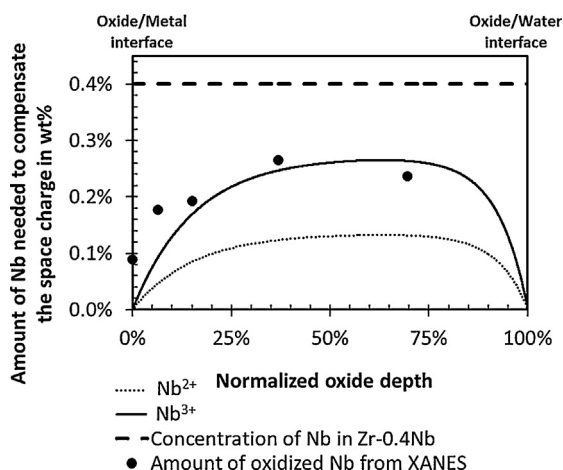 Oxide/Metal
interface
Oxide/Water
interface
Amount of Nb needed to compensate
the space charge in wt%
0.4%
0.3%
0.2%
0.1%
0.0%
0% 25% 50% 75% 100%
Normalized oxide depth
Nb²⁺
Nb³⁺
Concentration of Nb in Zr-0.4Nb
Amount of oxidized Nb from XANES